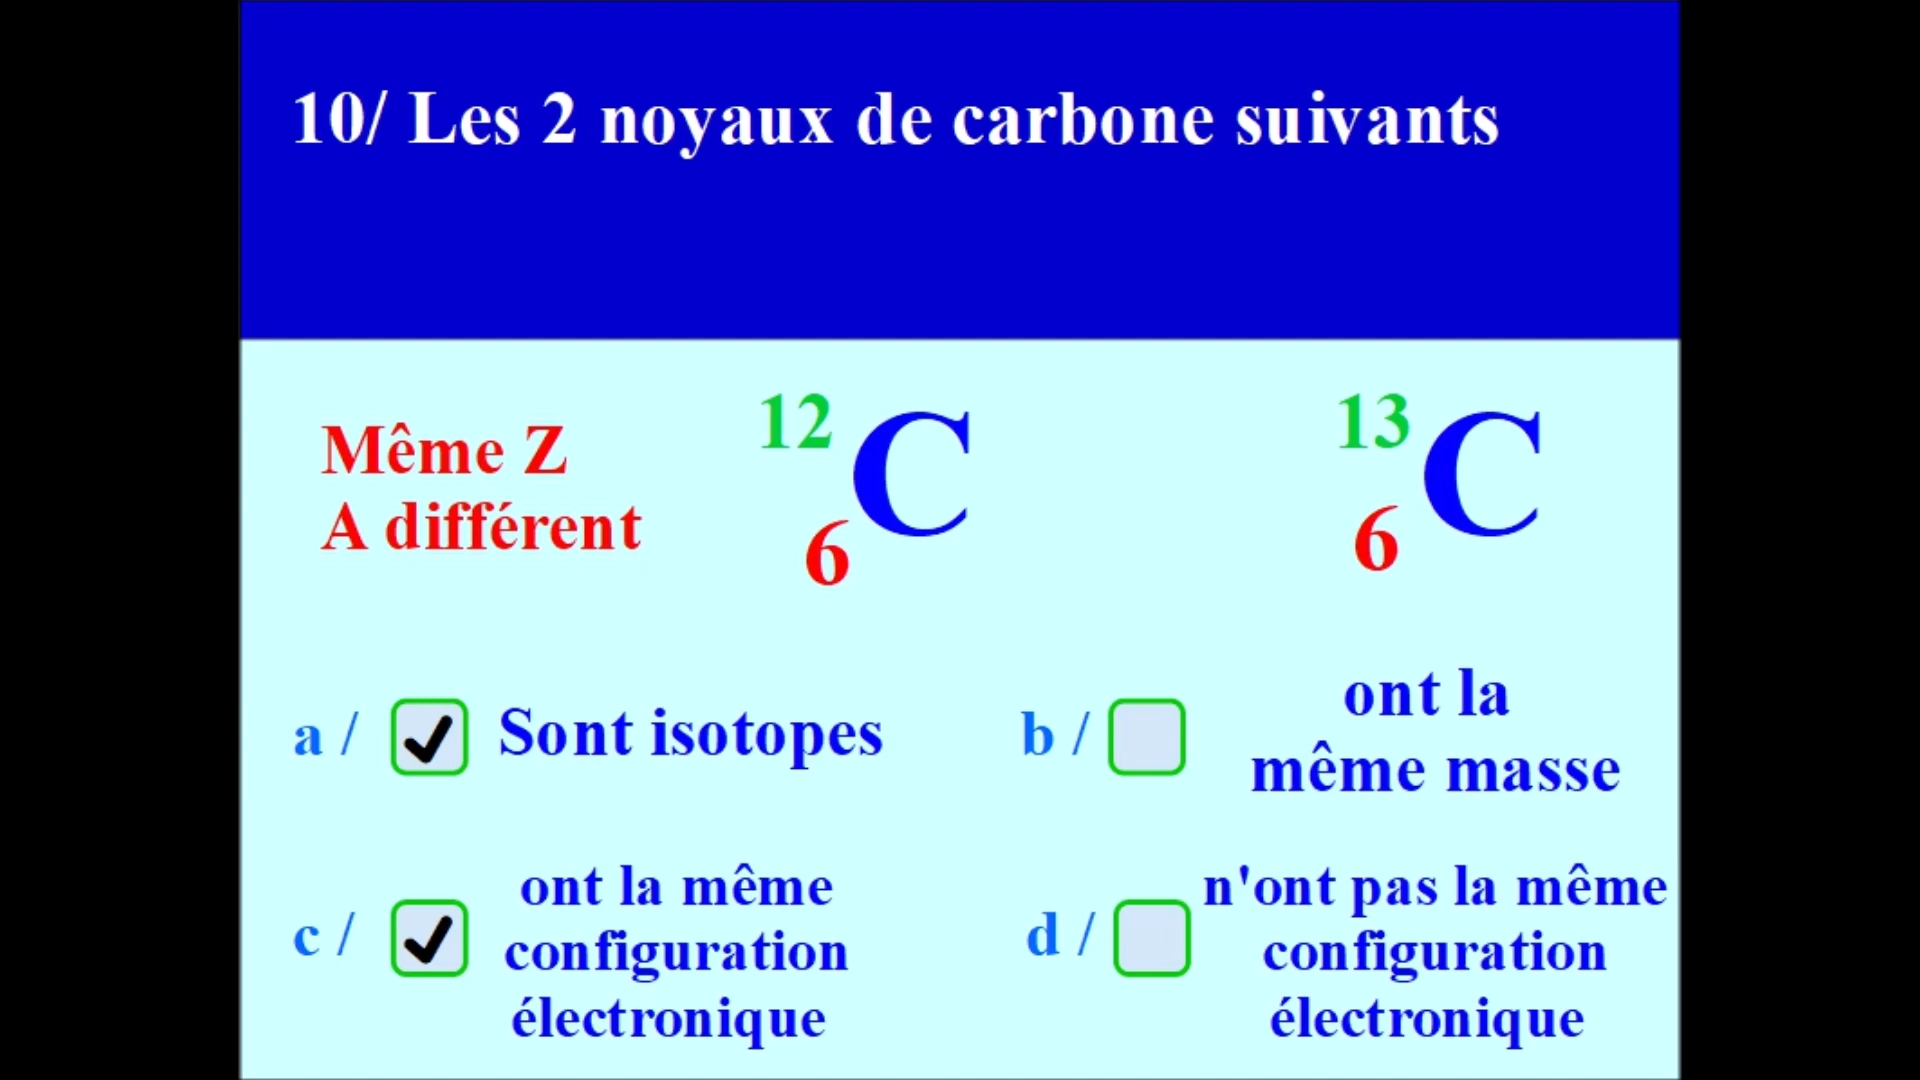 10/ Les 2 noyaux de carbone suivants
Même Z
A différent
12
6
C
13
6
C
a / Sont isotopes
b / ont la
même masse
c / ont la même
configuration
électronique
d / n'ont pas la même
configuration
électronique